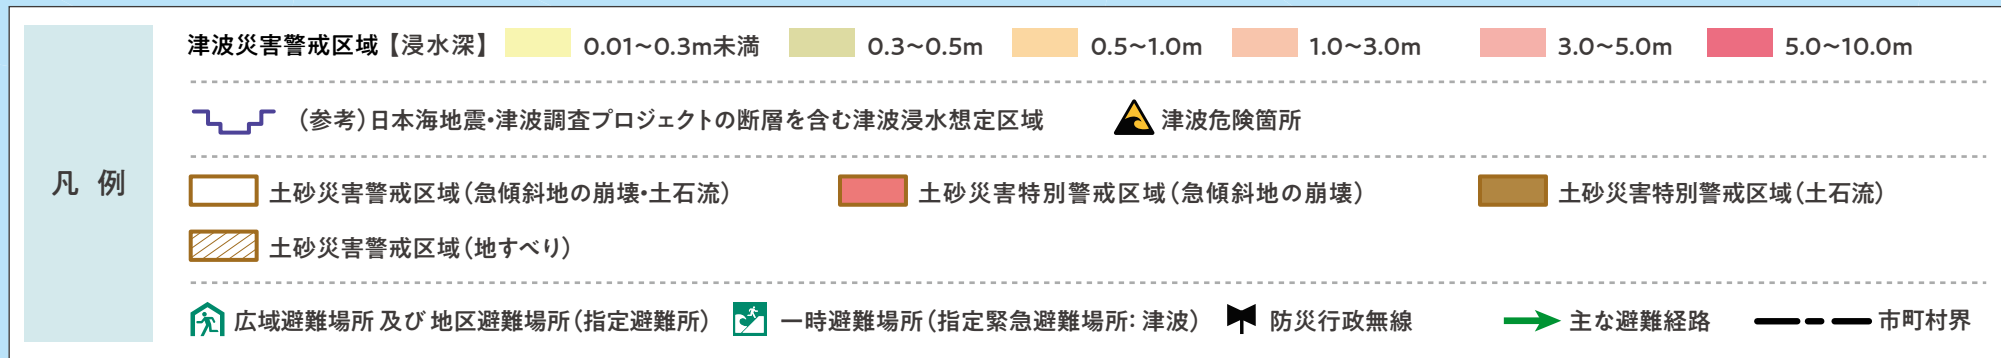 凡例
津波災害警戒区域【浸水深】 0.01~0.3m未満 0.3~0.5m 0.5~1.0m 1.0~3.0m 3.0~5.0m 5.0~10.0m
(参考)日本海地震・津波調査プロジェクトの断層を含む津波浸水想定区域 津波危険箇所
土砂災害警戒区域(急傾斜地の崩壊・土石流) 土砂災害特別警戒区域(急傾斜地の崩壊) 土砂災害特別警戒区域(土石流)
土砂災害警戒区域(地すべり)
広域避難場所 及び 地区避難場所(指定避難所) 一時避難場所(指定緊急避難場所: 津波) 防災行政無線 主な避難経路 市町村界